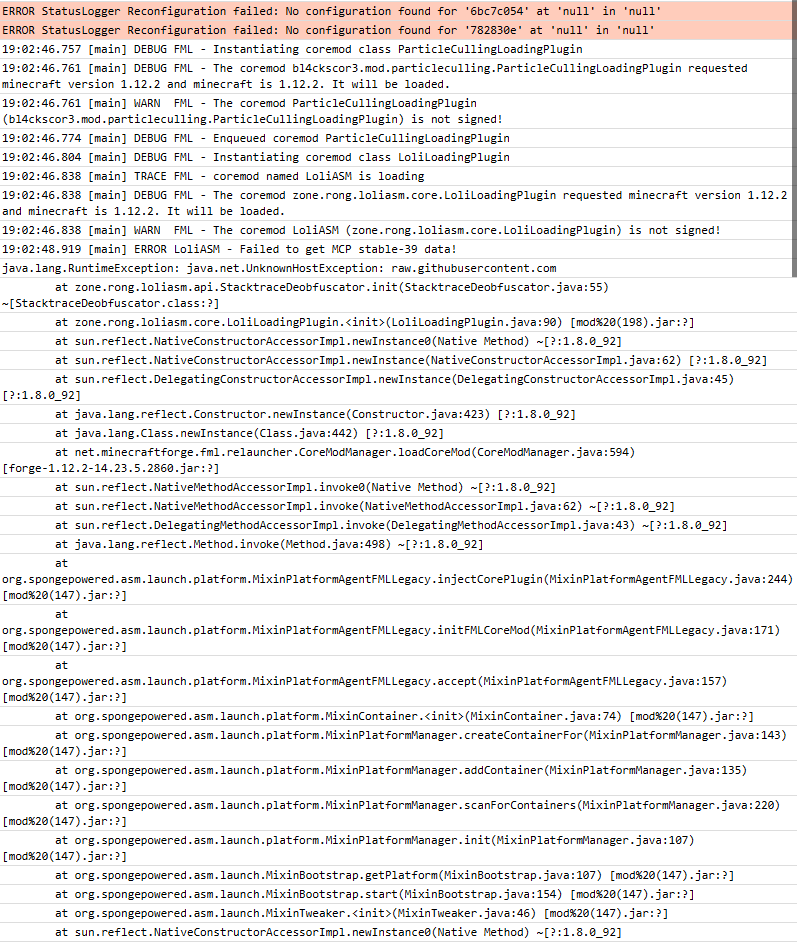 ERROR StatusLogger Reconfiguration failed: No configuration found for '6bc7c054' at 'null' in 'null'
ERROR StatusLogger Reconfiguration failed: No configuration found for '782830e' at 'null' in 'null'
19:02:46.757 [main] DEBUG FML - Instantiating coremod class ParticleCullingLoadingPlugin
19:02:46.761 [main] DEBUG FML - The coremod bl4ckscor3.mod.particleculling.ParticleCullingLoadingPlugin requested
minecraft version 1.12.2 and minecraft is 1.12.2. It will be loaded.
19:02:46.761 [main] WARN  FML - The coremod ParticleCullingLoadingPlugin
(bl4ckscor3.mod.particleculling.ParticleCullingLoadingPlugin) is not signed!
19:02:46.774 [main] DEBUG FML - Enqueued coremod ParticleCullingLoadingPlugin
19:02:46.804 [main] DEBUG FML - Instantiating coremod class LoliLoadingPlugin
19:02:46.838 [main] TRACE FML - coremod named LoliASM is loading
19:02:46.838 [main] DEBUG FML - The coremod zone.rong.loliasm.core.LoliLoadingPlugin requested minecraft version 1.12.2
and minecraft is 1.12.2. It will be loaded.
19:02:46.838 [main] WARN  FML - The coremod LoliASM (zone.rong.loliasm.core.LoliLoadingPlugin) is not signed!
19:02:48.919 [main] ERROR LoliASM - Failed to get MCP stable-39 data!
java.lang.RuntimeException: java.net.UnknownHostException: raw.githubusercontent.com
at zone.rong.loliasm.api.StacktraceDeobfuscator.init(StacktraceDeobfuscator.java:55)
~[StacktraceDeobfuscator.class:?]
at zone.rong.loliasm.core.LoliLoadingPlugin.<init>(LoliLoadingPlugin.java:90) [mod%20(198).jar:?]
at sun.reflect.NativeConstructorAccessorImpl.newInstance0(Native Method) ~[?:1.8.0_92]
at sun.reflect.NativeConstructorAccessorImpl.newInstance(NativeConstructorAccessorImpl.java:62) [?:1.8.0_92]
at sun.reflect.DelegatingConstructorAccessorImpl.newInstance(DelegatingConstructorAccessorImpl.java:45)
[?:1.8.0_92]
at java.lang.reflect.Constructor.newInstance(Constructor.java:423) [?:1.8.0_92]
at java.lang.Class.newInstance(Class.java:442) [?:1.8.0_92]
at net.minecraftforge.fml.relauncher.CoreModManager.loadCoreMod(CoreModManager.java:594)
[forge-1.12.2-14.23.5.2860.jar:?]
at sun.reflect.NativeMethodAccessorImpl.invoke0(Native Method) ~[?:1.8.0_92]
at sun.reflect.NativeMethodAccessorImpl.invoke(NativeMethodAccessorImpl.java:62) ~[?:1.8.0_92]
at sun.reflect.DelegatingMethodAccessorImpl.invoke(DelegatingMethodAccessorImpl.java:43) ~[?:1.8.0_92]
at java.lang.reflect.Method.invoke(Method.java:498) ~[?:1.8.0_92]
at
org.spongepowered.asm.launch.platform.MixinPlatformAgentFMLLegacy.injectCorePlugin(MixinPlatformAgentFMLLegacy.java:244)
[mod%20(147).jar:?]
at
org.spongepowered.asm.launch.platform.MixinPlatformAgentFMLLegacy.initFMLCoreMod(MixinPlatformAgentFMLLegacy.java:171)
[mod%20(147).jar:?]
at
org.spongepowered.asm.launch.platform.MixinPlatformAgentFMLLegacy.accept(MixinPlatformAgentFMLLegacy.java:157)
[mod%20(147).jar:?]
at org.spongepowered.asm.launch.platform.MixinContainer.<init>(MixinContainer.java:74) [mod%20(147).jar:?]
at org.spongepowered.asm.launch.platform.MixinPlatformManager.createContainerFor(MixinPlatformManager.java:143)
[mod%20(147).jar:?]
at org.spongepowered.asm.launch.platform.MixinPlatformManager.addContainer(MixinPlatformManager.java:135)
[mod%20(147).jar:?]
at org.spongepowered.asm.launch.platform.MixinPlatformManager.scanForContainers(MixinPlatformManager.java:220)
[mod%20(147).jar:?]
at org.spongepowered.asm.launch.platform.MixinPlatformManager.init(MixinPlatformManager.java:107)
[mod%20(147).jar:?]
at org.spongepowered.asm.launch.MixinBootstrap.getPlatform(MixinBootstrap.java:107) [mod%20(147).jar:?]
at org.spongepowered.asm.launch.MixinBootstrap.start(MixinBootstrap.java:154) [mod%20(147).jar:?]
at org.spongepowered.asm.launch.MixinTweaker.<init>(MixinTweaker.java:46) [mod%20(147).jar:?]
at sun.reflect.NativeConstructorAccessorImpl.newInstance0(Native Method) ~[?:1.8.0_92]